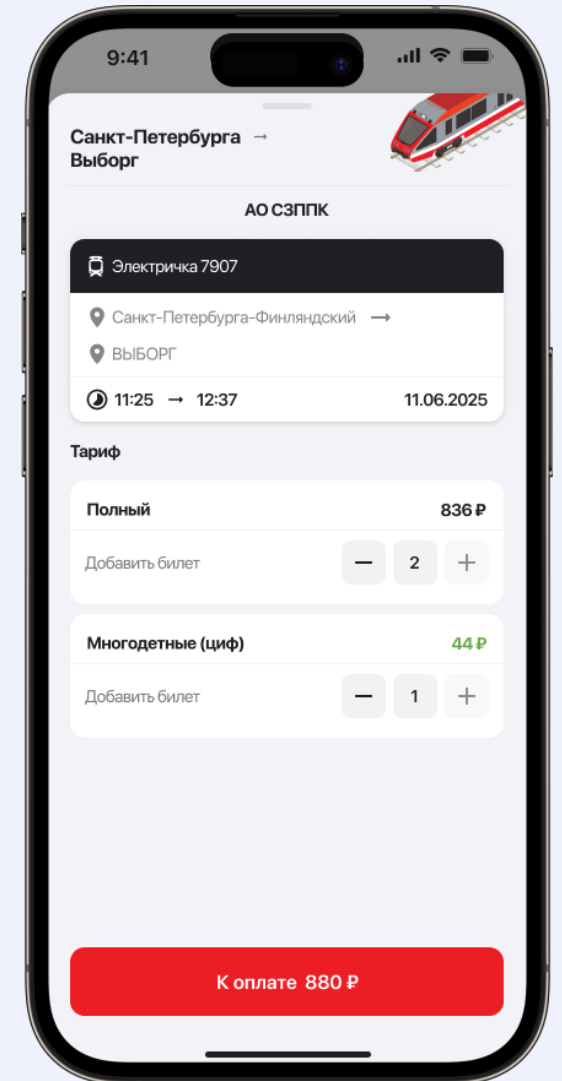 9:41
Санкт-Петербурга →
Выборг
АО СЗППК
Электричка 7907
Санкт-Петербурга-Финляндский →
ВЫБОРГ
11:25 → 12:37 11.06.2025
Тариф
Полный 836 ₽
Добавить билет − 2 +
Многодетные (циф) 44 ₽
Добавить билет − 1 +
К оплате 880 ₽